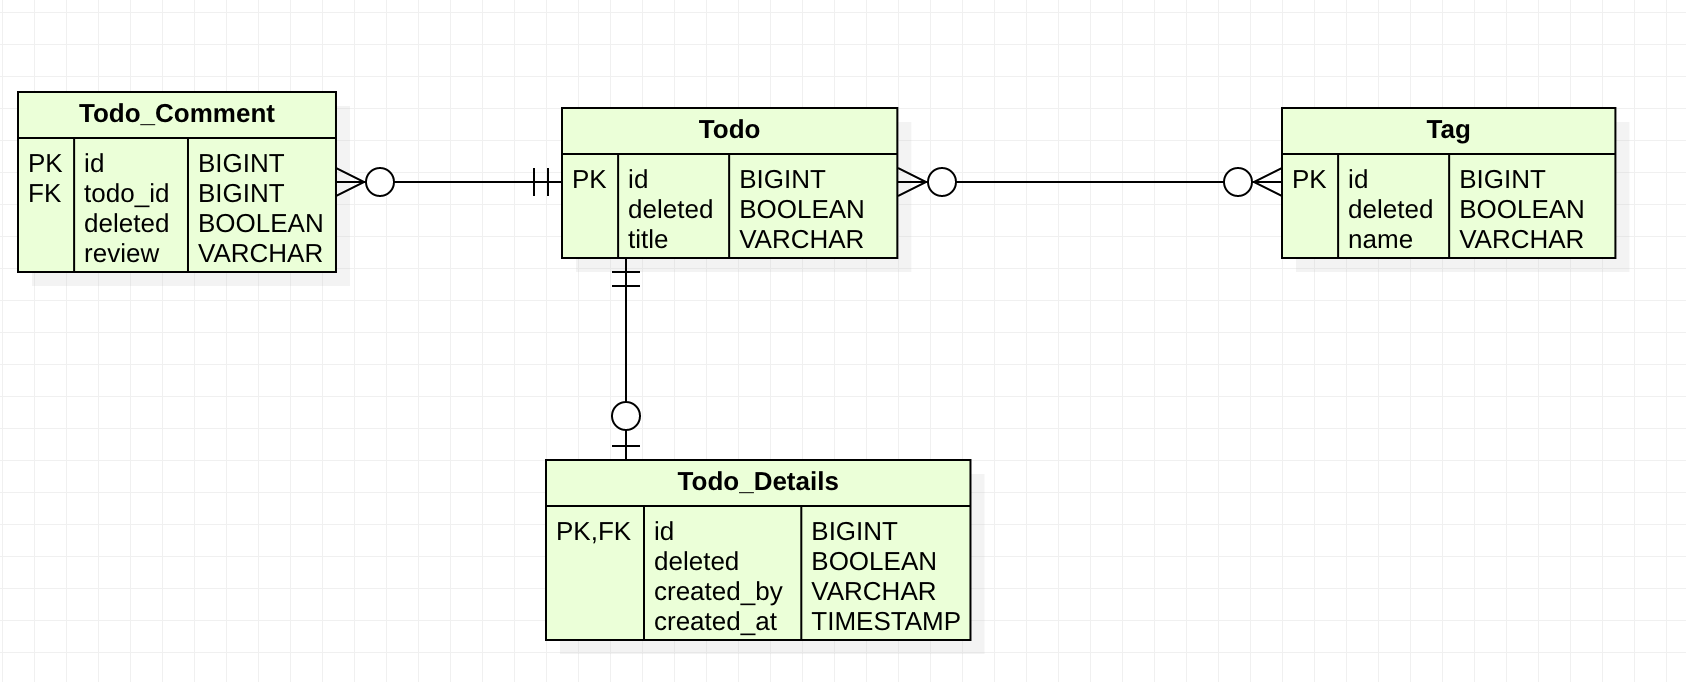 Todo_Comment
PK id BIGINT
FK todo_id BIGINT
deleted BOOLEAN
review VARCHAR
Todo
PK id BIGINT
deleted BOOLEAN
title VARCHAR
Tag
PK id BIGINT
deleted BOOLEAN
name VARCHAR
Todo_Details
PK,FK id BIGINT
deleted BOOLEAN
created_by VARCHAR
created_at TIMESTAMP